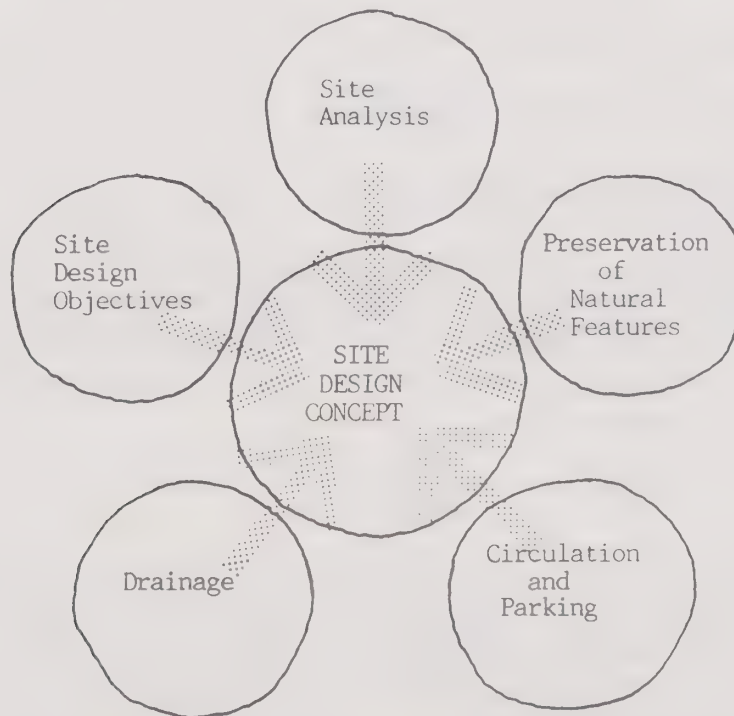 Site
Analysis
Site
Design
Objectives
Preservation
of
Natural
Features
SITE
DESIGN
CONCEPT
Drainage
Circulation
and
Parking